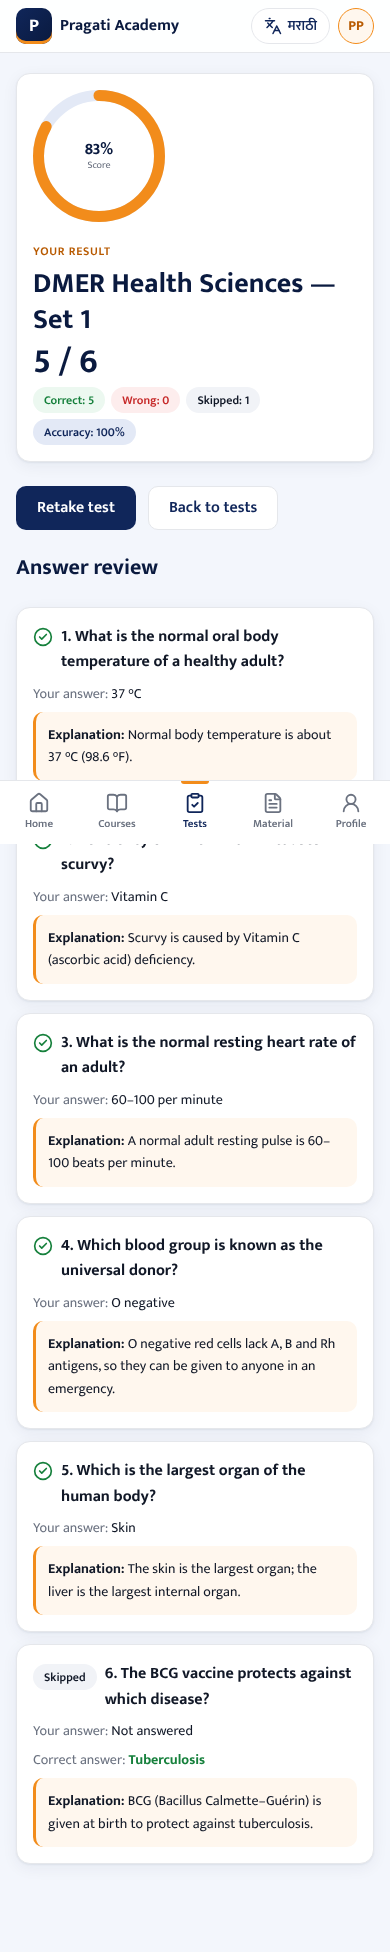 P Pragati Academy
मराठी
PP
83%
Score
YOUR RESULT
DMER Health Sciences —
Set 1
5 / 6
Correct: 5 Wrong: 0 Skipped: 1
Accuracy: 100%
Retake test Back to tests
Answer review
1. What is the normal oral body
temperature of a healthy adult?
Your answer: 37 °C
Explanation: Normal body temperature is about
37 °C (98.6 °F).
Home Courses Tests Material Profile
scurvy?
Your answer: Vitamin C
Explanation: Scurvy is caused by Vitamin C
(ascorbic acid) deficiency.
3. What is the normal resting heart rate of
an adult?
Your answer: 60–100 per minute
Explanation: A normal adult resting pulse is 60–
100 beats per minute.
4. Which blood group is known as the
universal donor?
Your answer: O negative
Explanation: O negative red cells lack A, B and Rh
antigens, so they can be given to anyone in an
emergency.
5. Which is the largest organ of the
human body?
Your answer: Skin
Explanation: The skin is the largest organ; the
liver is the largest internal organ.
Skipped 6. The BCG vaccine protects against
which disease?
Your answer: Not answered
Correct answer: Tuberculosis
Explanation: BCG (Bacillus Calmette–Guérin) is
given at birth to protect against tuberculosis.